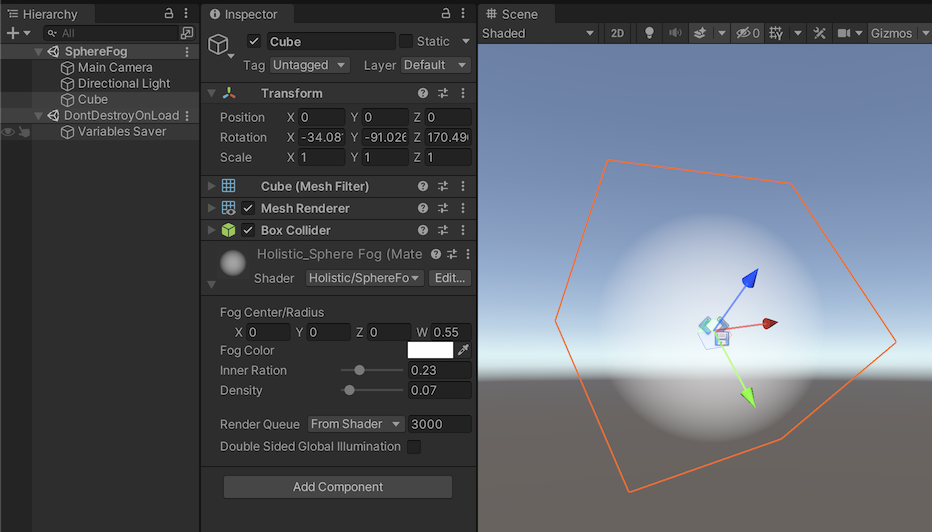 Hierarchy
All
SphereFog
Main Camera
Directional Light
Cube
DontDestroyOnLoad
Variables Saver
Inspector
Cube
Static
Tag Untagged Layer Default
Transform
Position X 0 Y 0 Z 0
Rotation X -34.08 Y -91.026 Z 170.49
Scale X 1 Y 1 Z 1
Cube (Mesh Filter)
Mesh Renderer
Box Collider
Holistic_Sphere Fog (Mate
Shader Holistic/SphereFo Edit...
Fog Center/Radius
X 0 Y 0 Z 0 W 0.55
Fog Color
Inner Ration 0.23
Density 0.07
Render Queue From Shader 3000
Double Sided Global Illumination
Add Component
Scene
Shaded 2D 0 Gizmos